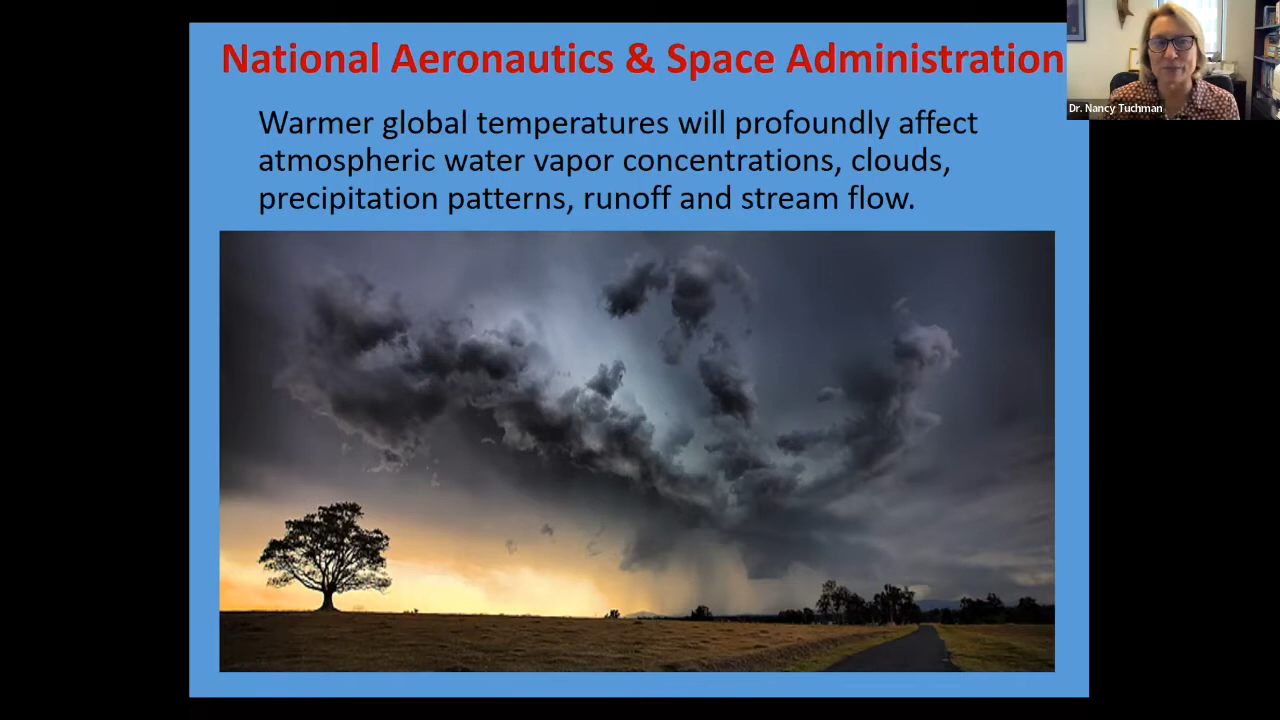 National Aeronautics & Space Administration
Warmer global temperatures will profoundly affect
atmospheric water vapor concentrations, clouds,
precipitation patterns, runoff and stream flow.
Dr. Nancy Tuchman